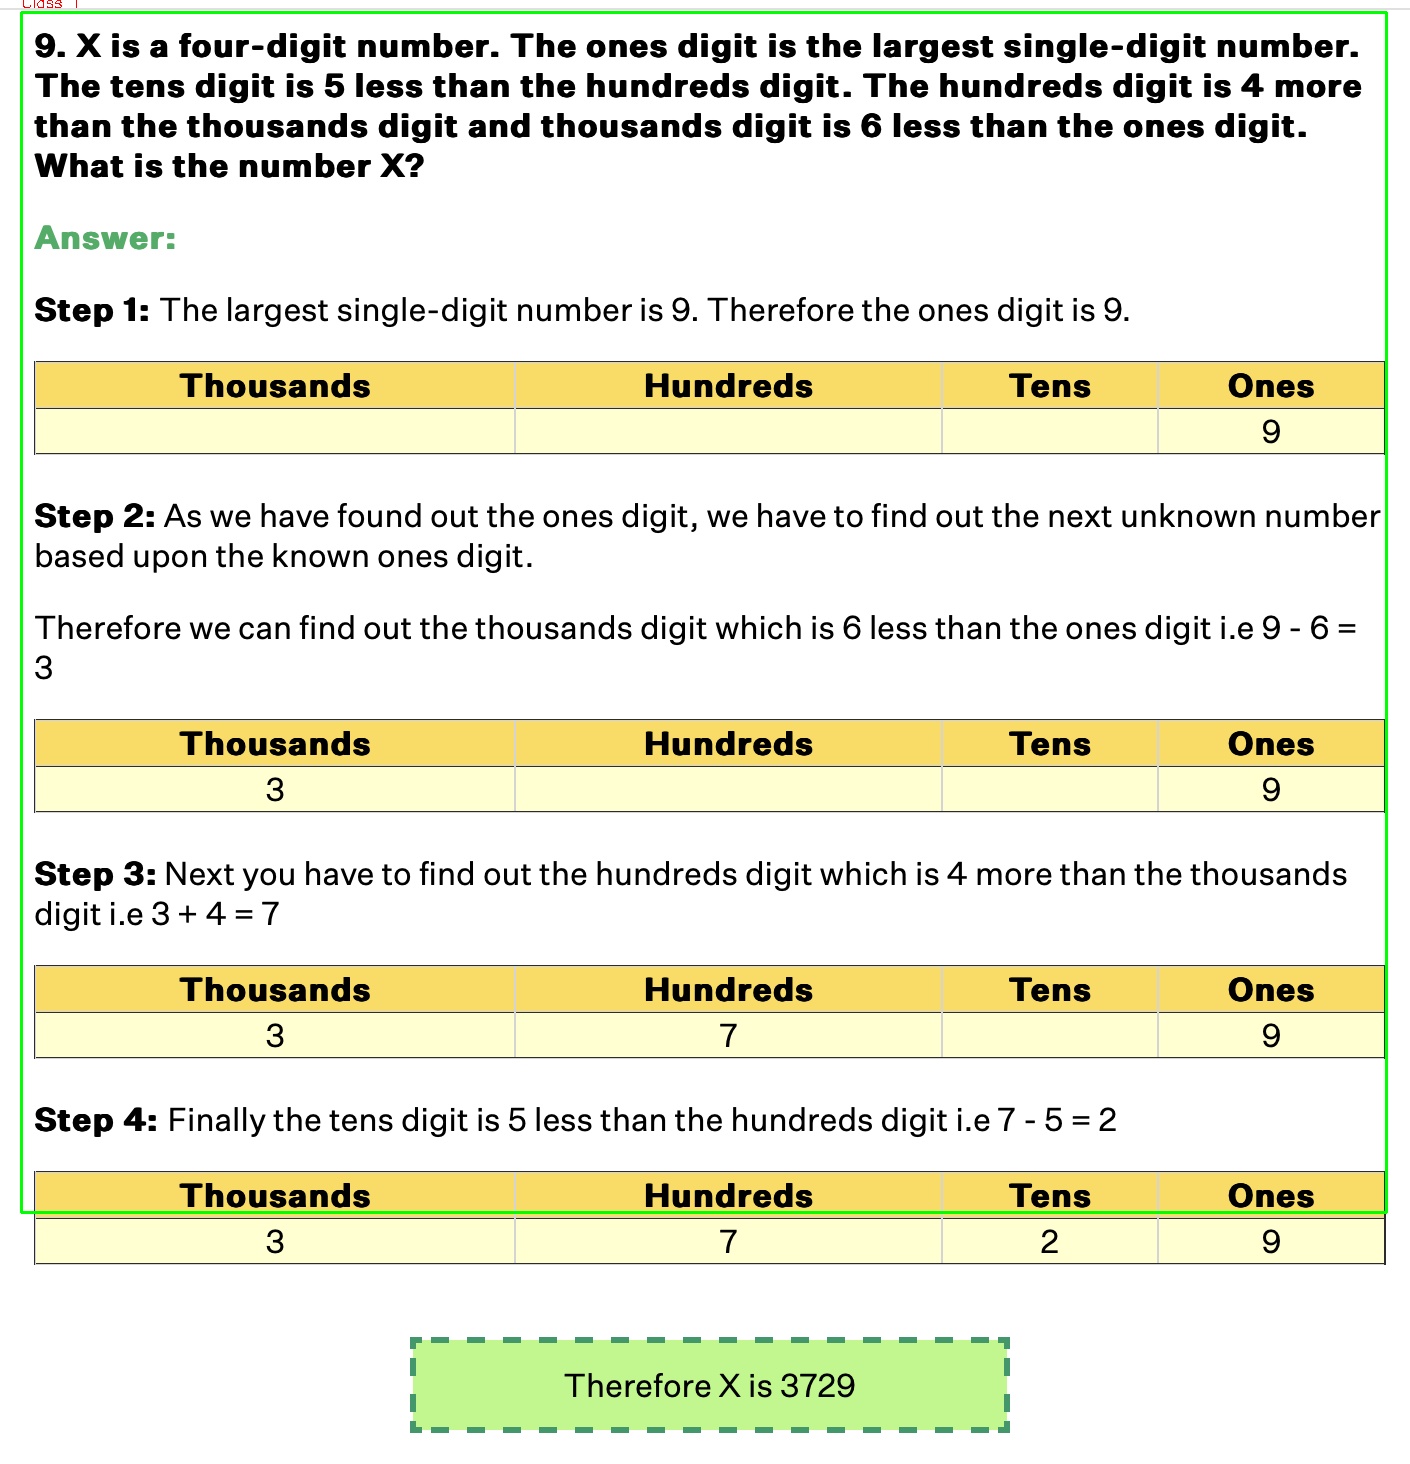 Class 1
9. X is a four-digit number. The ones digit is the largest single-digit number.
The tens digit is 5 less than the hundreds digit. The hundreds digit is 4 more
than the thousands digit and thousands digit is 6 less than the ones digit.
What is the number X?
Answer:
Step 1: The largest single-digit number is 9. Therefore the ones digit is 9.
Thousands Hundreds Tens Ones
9
Step 2: As we have found out the ones digit, we have to find out the next unknown number
based upon the known ones digit.
Therefore we can find out the thousands digit which is 6 less than the ones digit i.e 9 - 6 =
3
Thousands Hundreds Tens Ones
3 9
Step 3: Next you have to find out the hundreds digit which is 4 more than the thousands
digit i.e 3 + 4 = 7
Thousands Hundreds Tens Ones
3 7 9
Step 4: Finally the tens digit is 5 less than the hundreds digit i.e 7 - 5 = 2
Thousands Hundreds Tens Ones
3 7 2 9
Therefore X is 3729